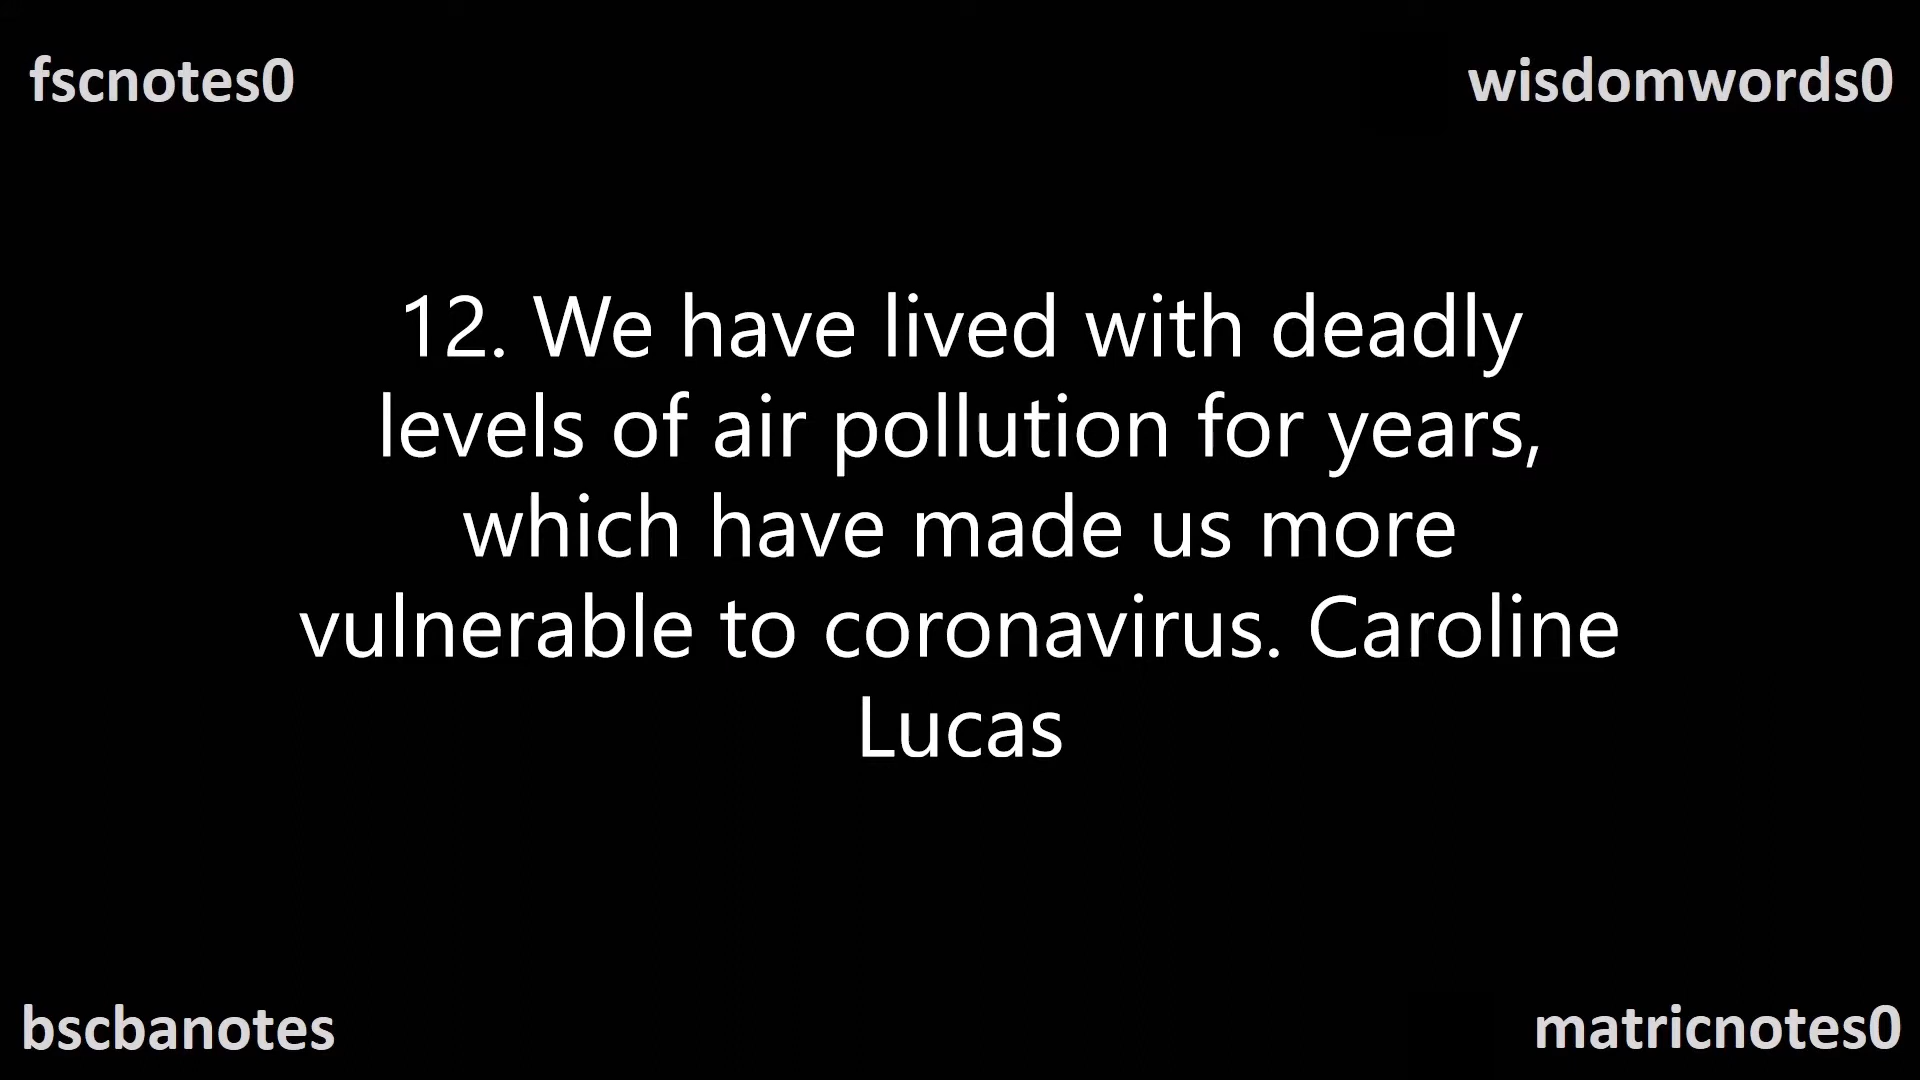 fscnotes0
wisdomwords0
12. We have lived with deadly
levels of air pollution for years,
which have made us more
vulnerable to coronavirus. Caroline
Lucas
bscbanotes
matricnotes0